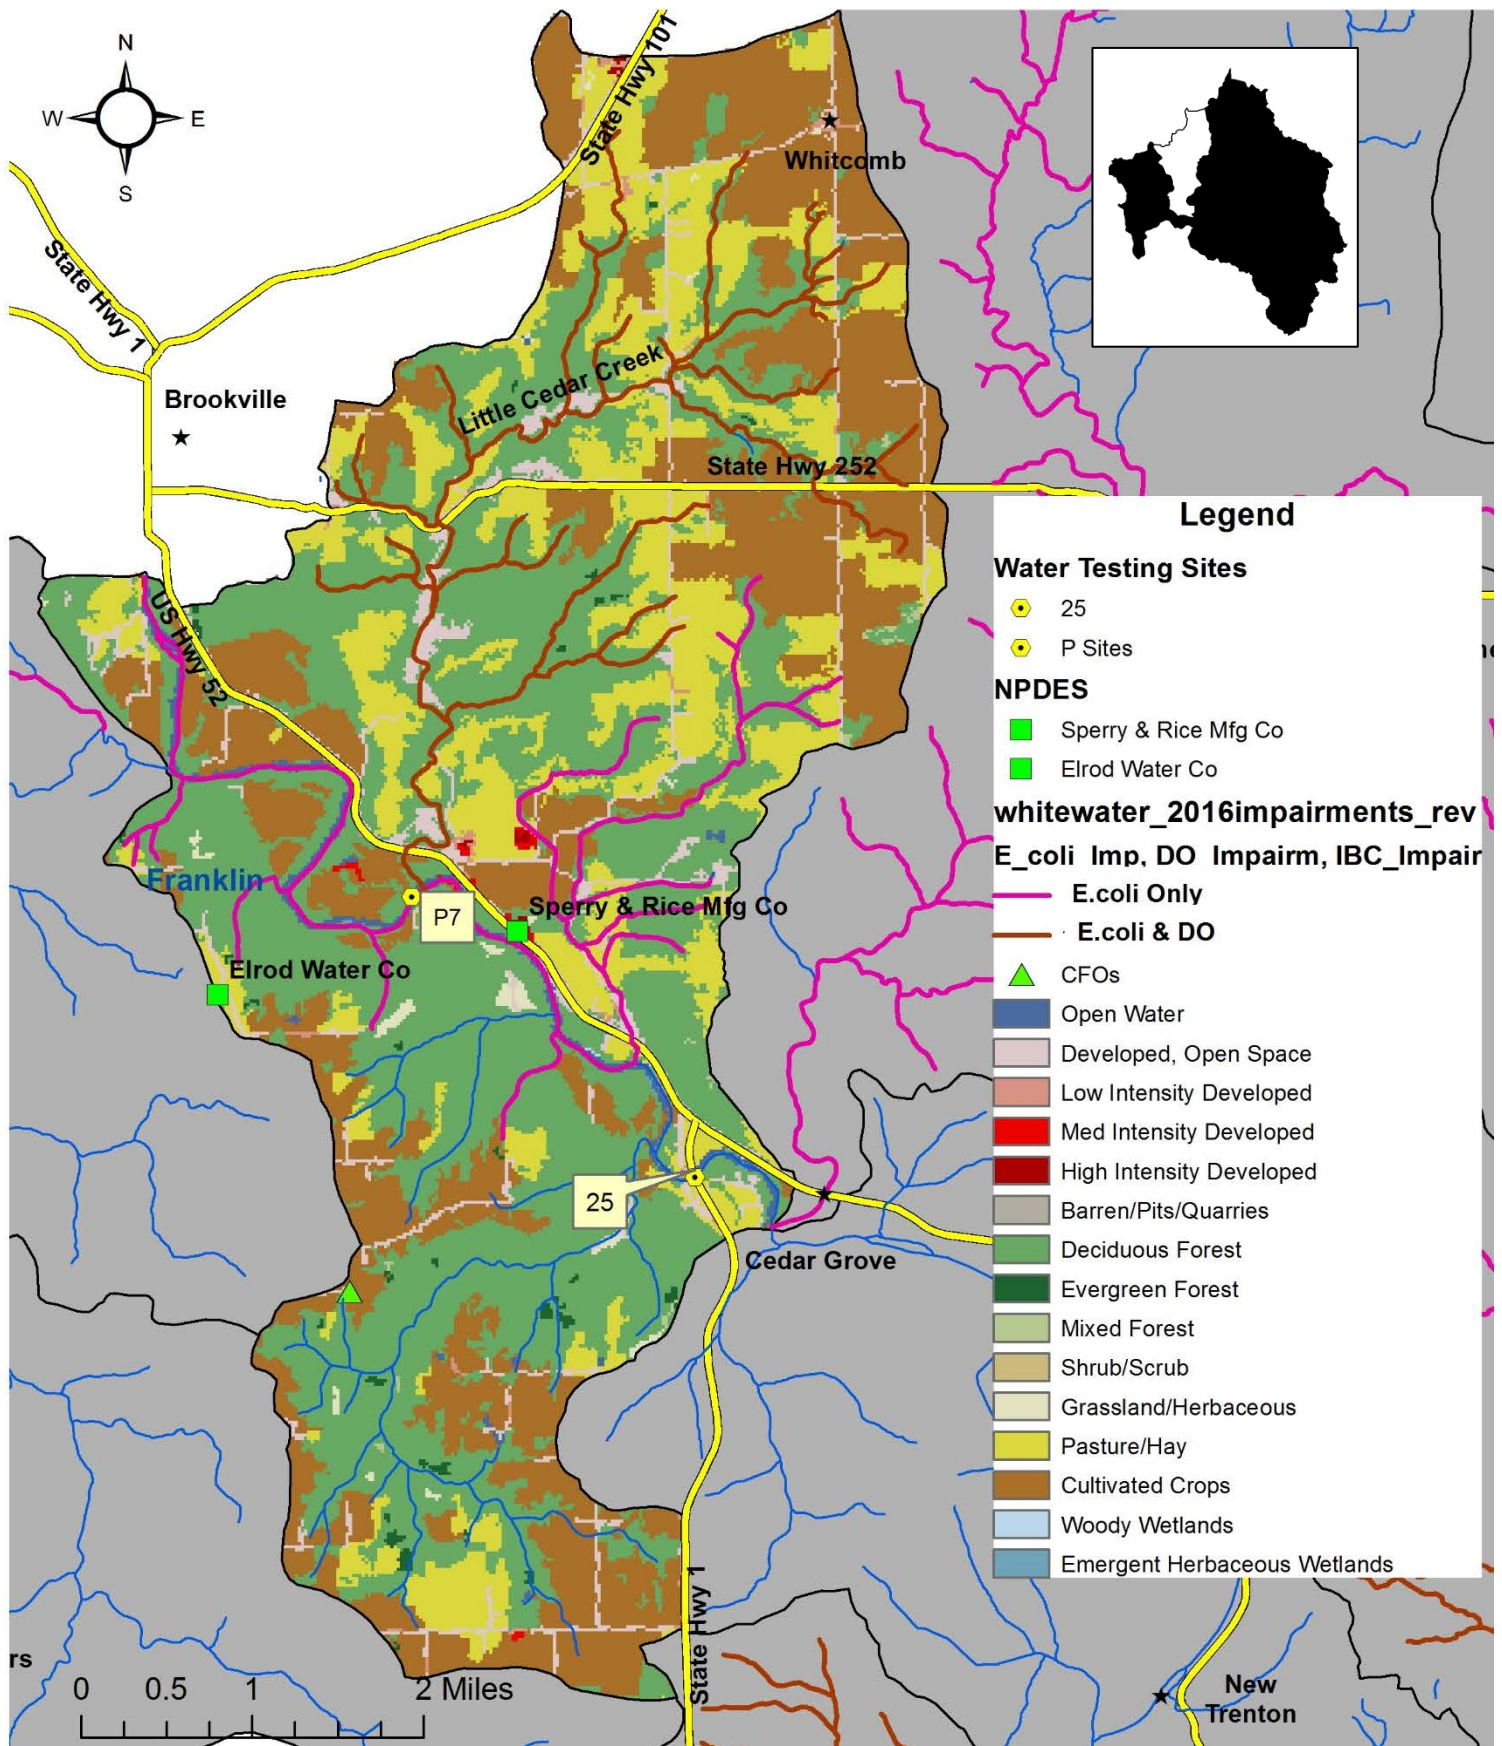 N
W
E
S
State Hwy 101
Whitcomb
State Hwy 1
Brookville
Little Cedar Creek
State Hwy 252
US Hwy 52
Franklin
P7
Sperry & Rice Mfg Co
Elrod Water Co
25
Cedar Grove
State Hwy 1
New
Trenton
rs
0 0.5 1 2 Miles
Legend
Water Testing Sites
25
P Sites
NPDES
Sperry & Rice Mfg Co
Elrod Water Co
whitewater_2016impairments_rev
E_coli_Imp, DO_Impairm, IBC_Impair
E.coli Only
E.coli & DO
CFOs
Open Water
Developed, Open Space
Low Intensity Developed
Med Intensity Developed
High Intensity Developed
Barren/Pits/Quarries
Deciduous Forest
Evergreen Forest
Mixed Forest
Shrub/Scrub
Grassland/Herbaceous
Pasture/Hay
Cultivated Crops
Woody Wetlands
Emergent Herbaceous Wetlands